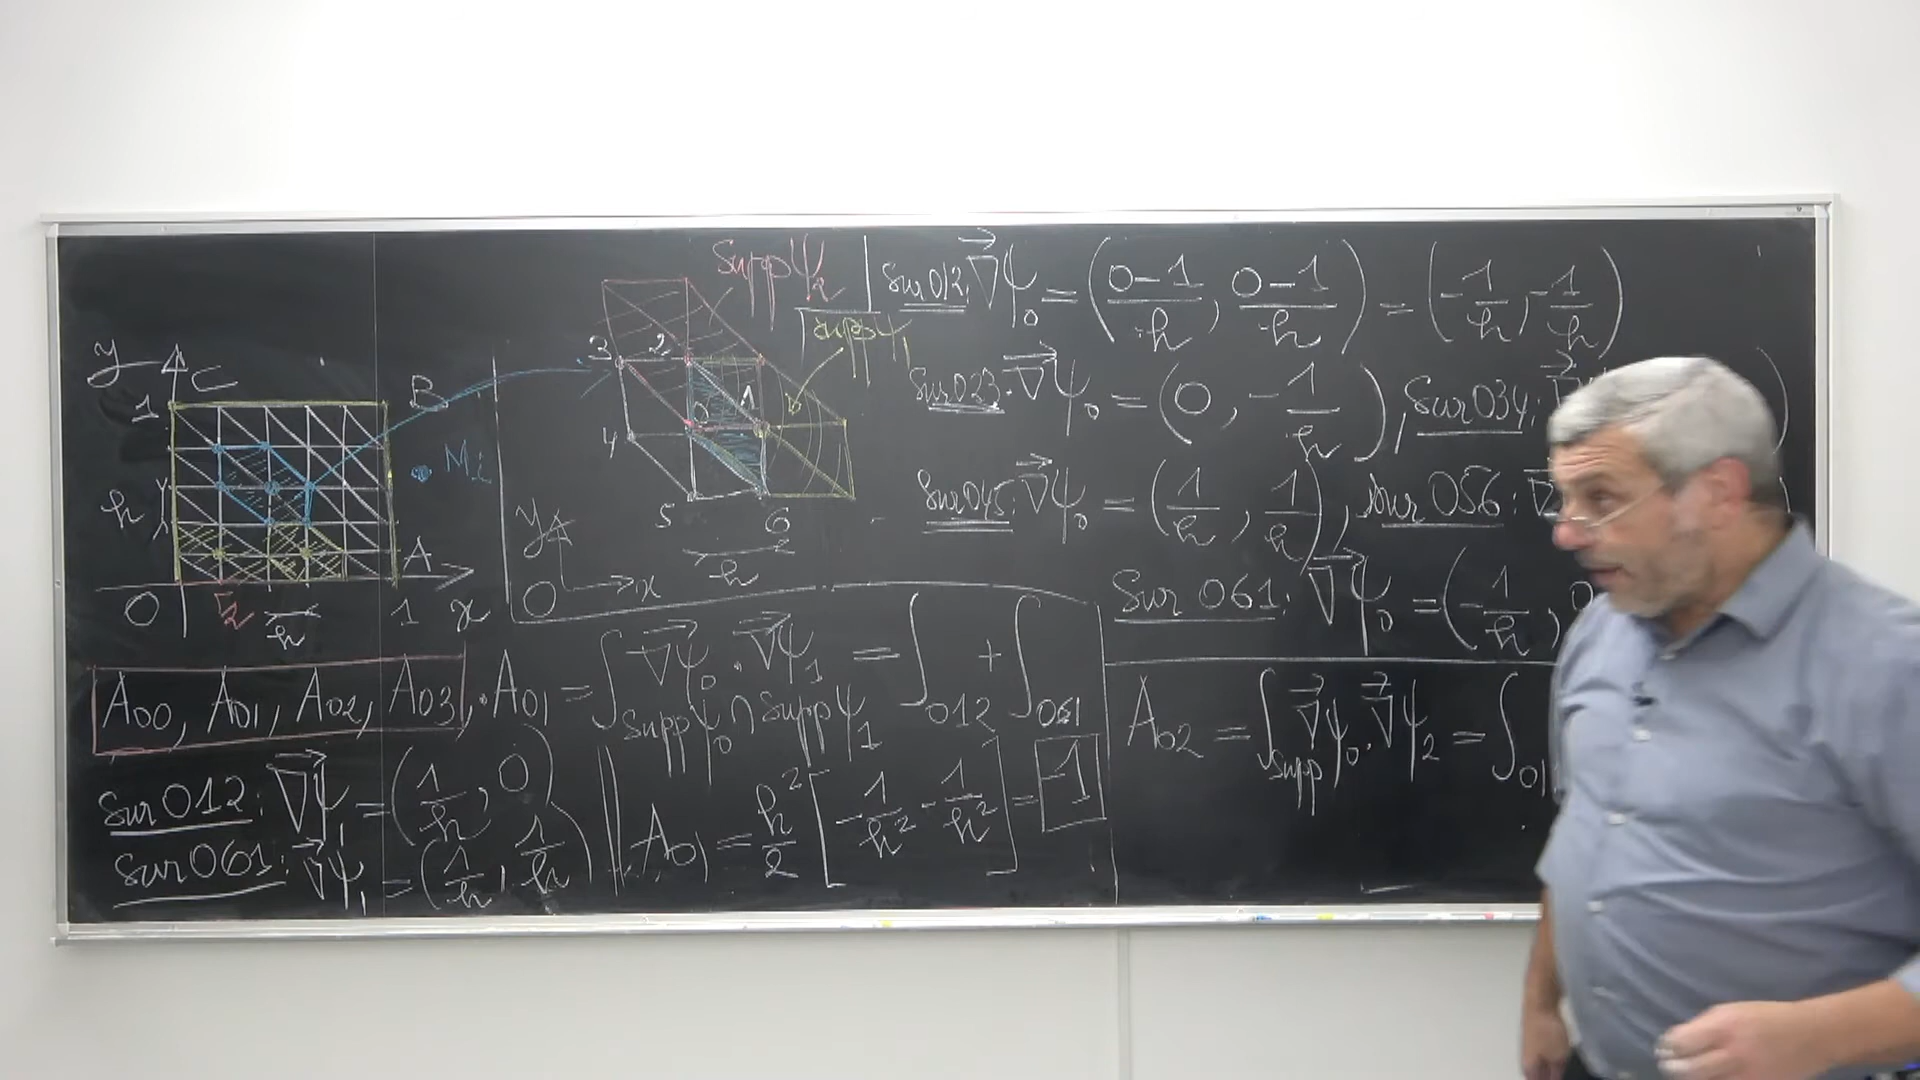 y
C
1
B
• Mi
h
A
O
h
1
x
Supp ψ2
Supp ψ1
3 2
4 0 1
5 6
h
y
O x
Sur 012: ∇ψ0 = ((0-1)/h, (0-1)/h) = (-1/h, -1/h)
Sur 023: ∇ψ0 = (0, -1/h), Sur 034:
Sur 045: ∇ψ0 = (1/h, 1/h), Sur 056: ∇
Sur 061: ∇ψ0 = (-1/h, 0
A00, A01, A02, A03, • A01 = ∫ Supp ψ0 ∩ Supp ψ1 ∇ψ0 · ∇ψ1 = ∫ 012 + ∫ 061
Sur 012: ∇ψ1 = (1/h, 0)
Sur 061: ∇ψ1 = (1/h, 1/h)
A01 = h²/2 [-1/h² - 1/h²] = -1
A02 = ∫ Supp ∇ψ0 · ∇ψ2 = ∫ 01